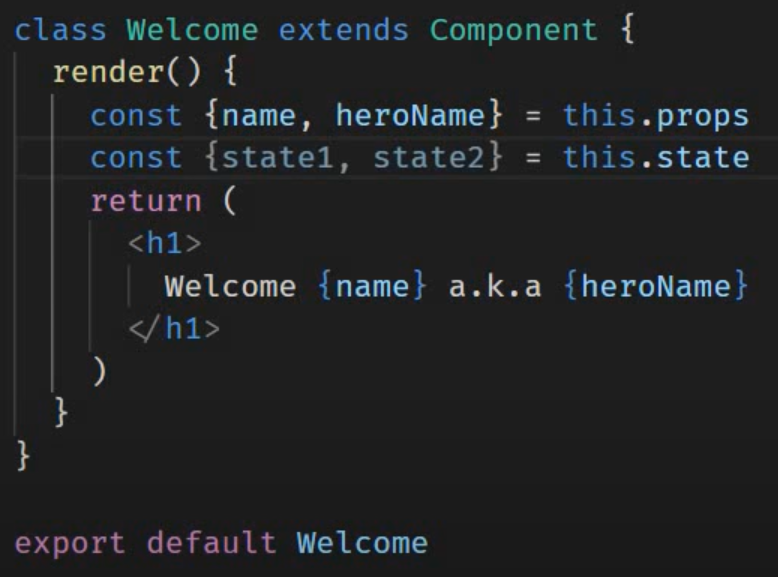 class Welcome extends Component {
  render() {
    const {name, heroName} = this.props
    const {state1, state2} = this.state
    return (
      <h1>
        Welcome {name} a.k.a {heroName}
      </h1>
    )
  }
}
export default Welcome